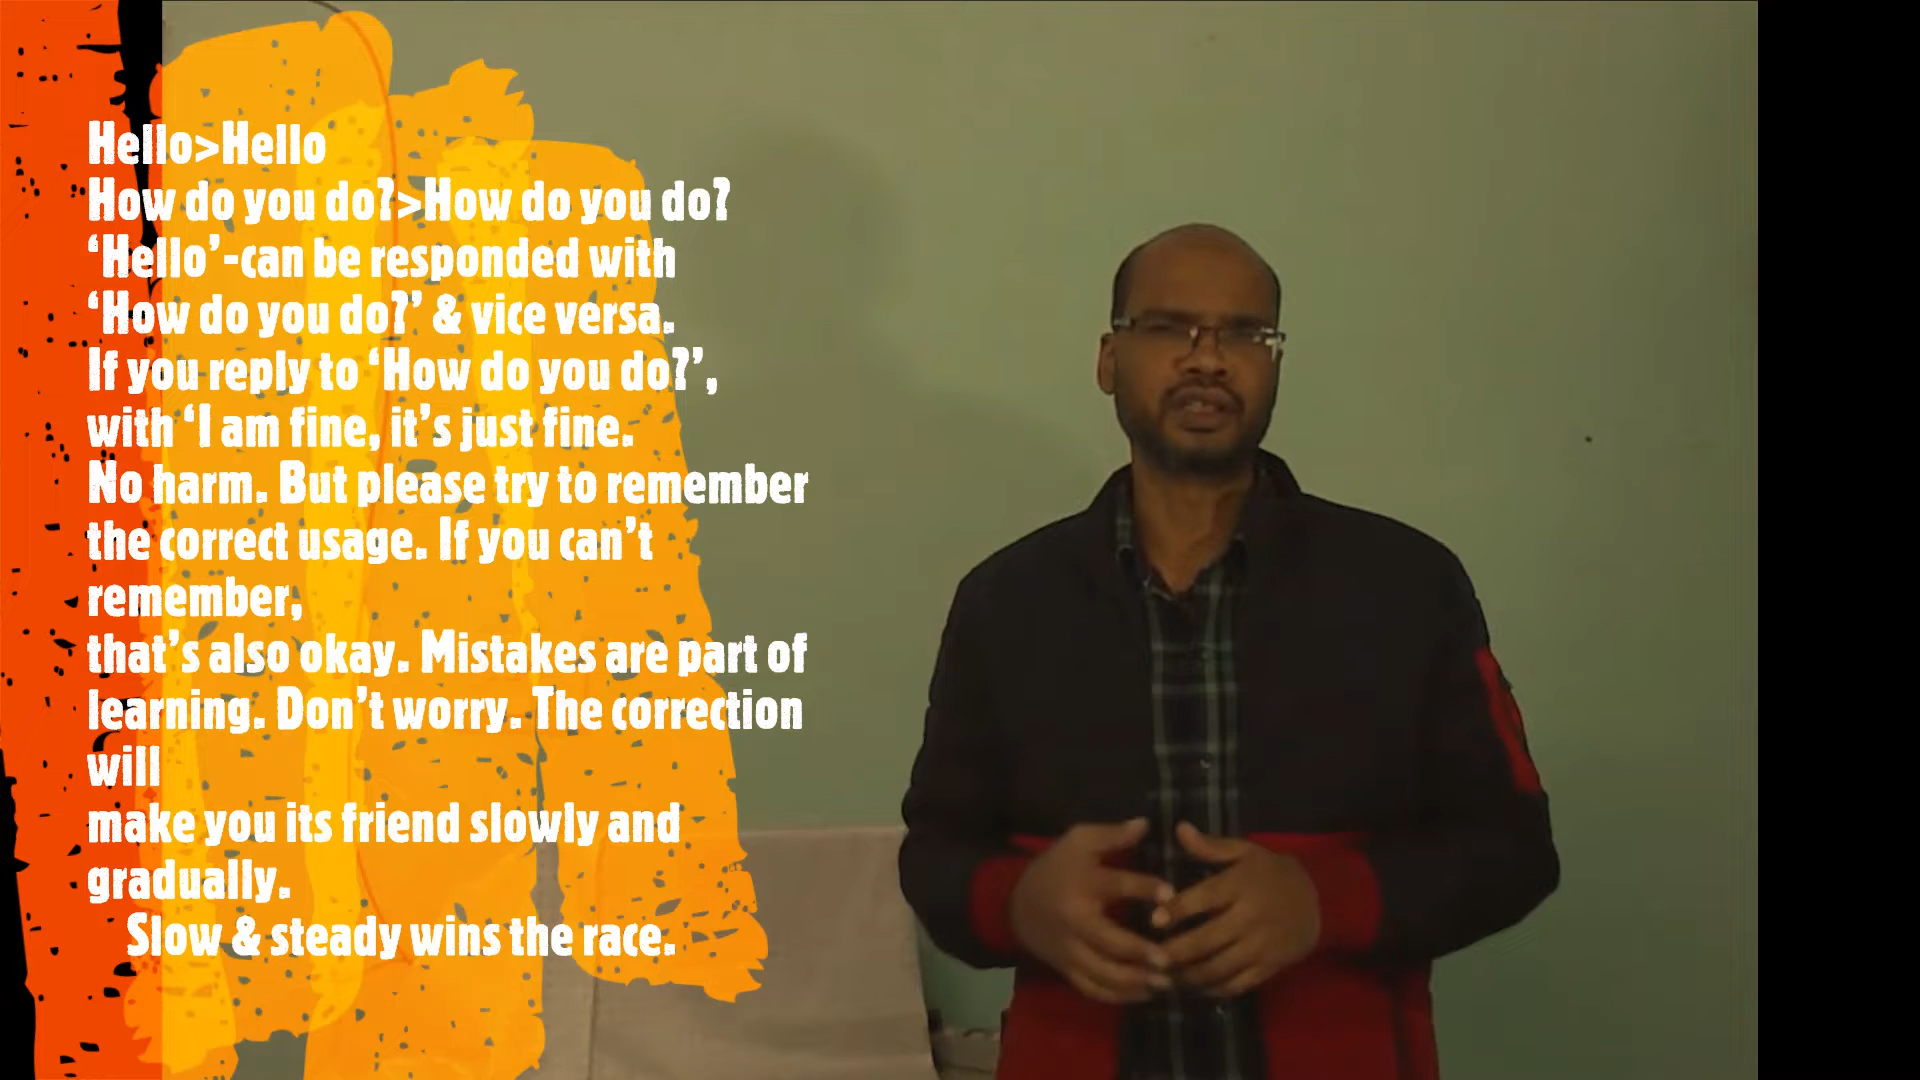 Hello>Hello
How do you do?>How do you do?
‘Hello’-can be responded with
‘How do you do?’ & vice versa.
If you reply to ‘How do you do?’,
with ‘I am fine, it’s just fine.
No harm. But please try to remember
the correct usage. If you can’t
remember,
that’s also okay. Mistakes are part of
learning. Don’t worry. The correction
will
make you its friend slowly and
gradually.
Slow & steady wins the race.